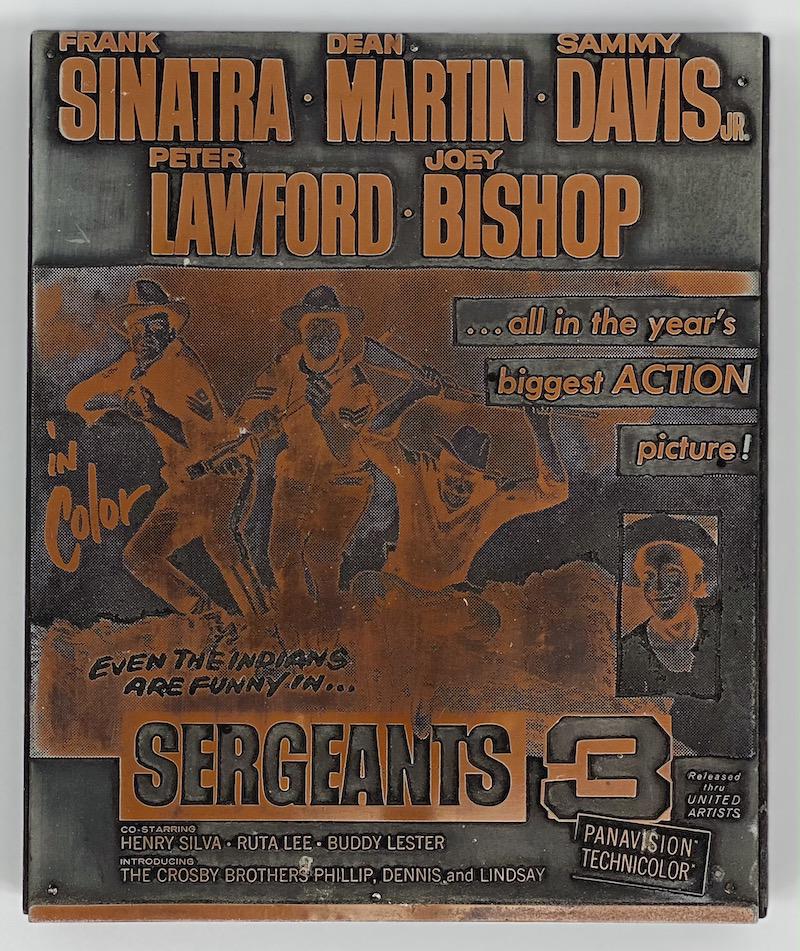 FRANK DEAN SAMMY
SINATRA · MARTIN · DAVIS JR.
PETER JOEY
LAWFORD · BISHOP
...all in the year's
biggest ACTION
picture!
in
Color
EVEN THE INDIANS
ARE FUNNY IN...
SERGEANTS 3
Released
thru
UNITED
ARTISTS
CO-STARRING
HENRY SILVA · RUTA LEE · BUDDY LESTER
INTRODUCING
THE CROSBY BROTHERS PHILLIP, DENNIS and LINDSAY
PANAVISION®
TECHNICOLOR®